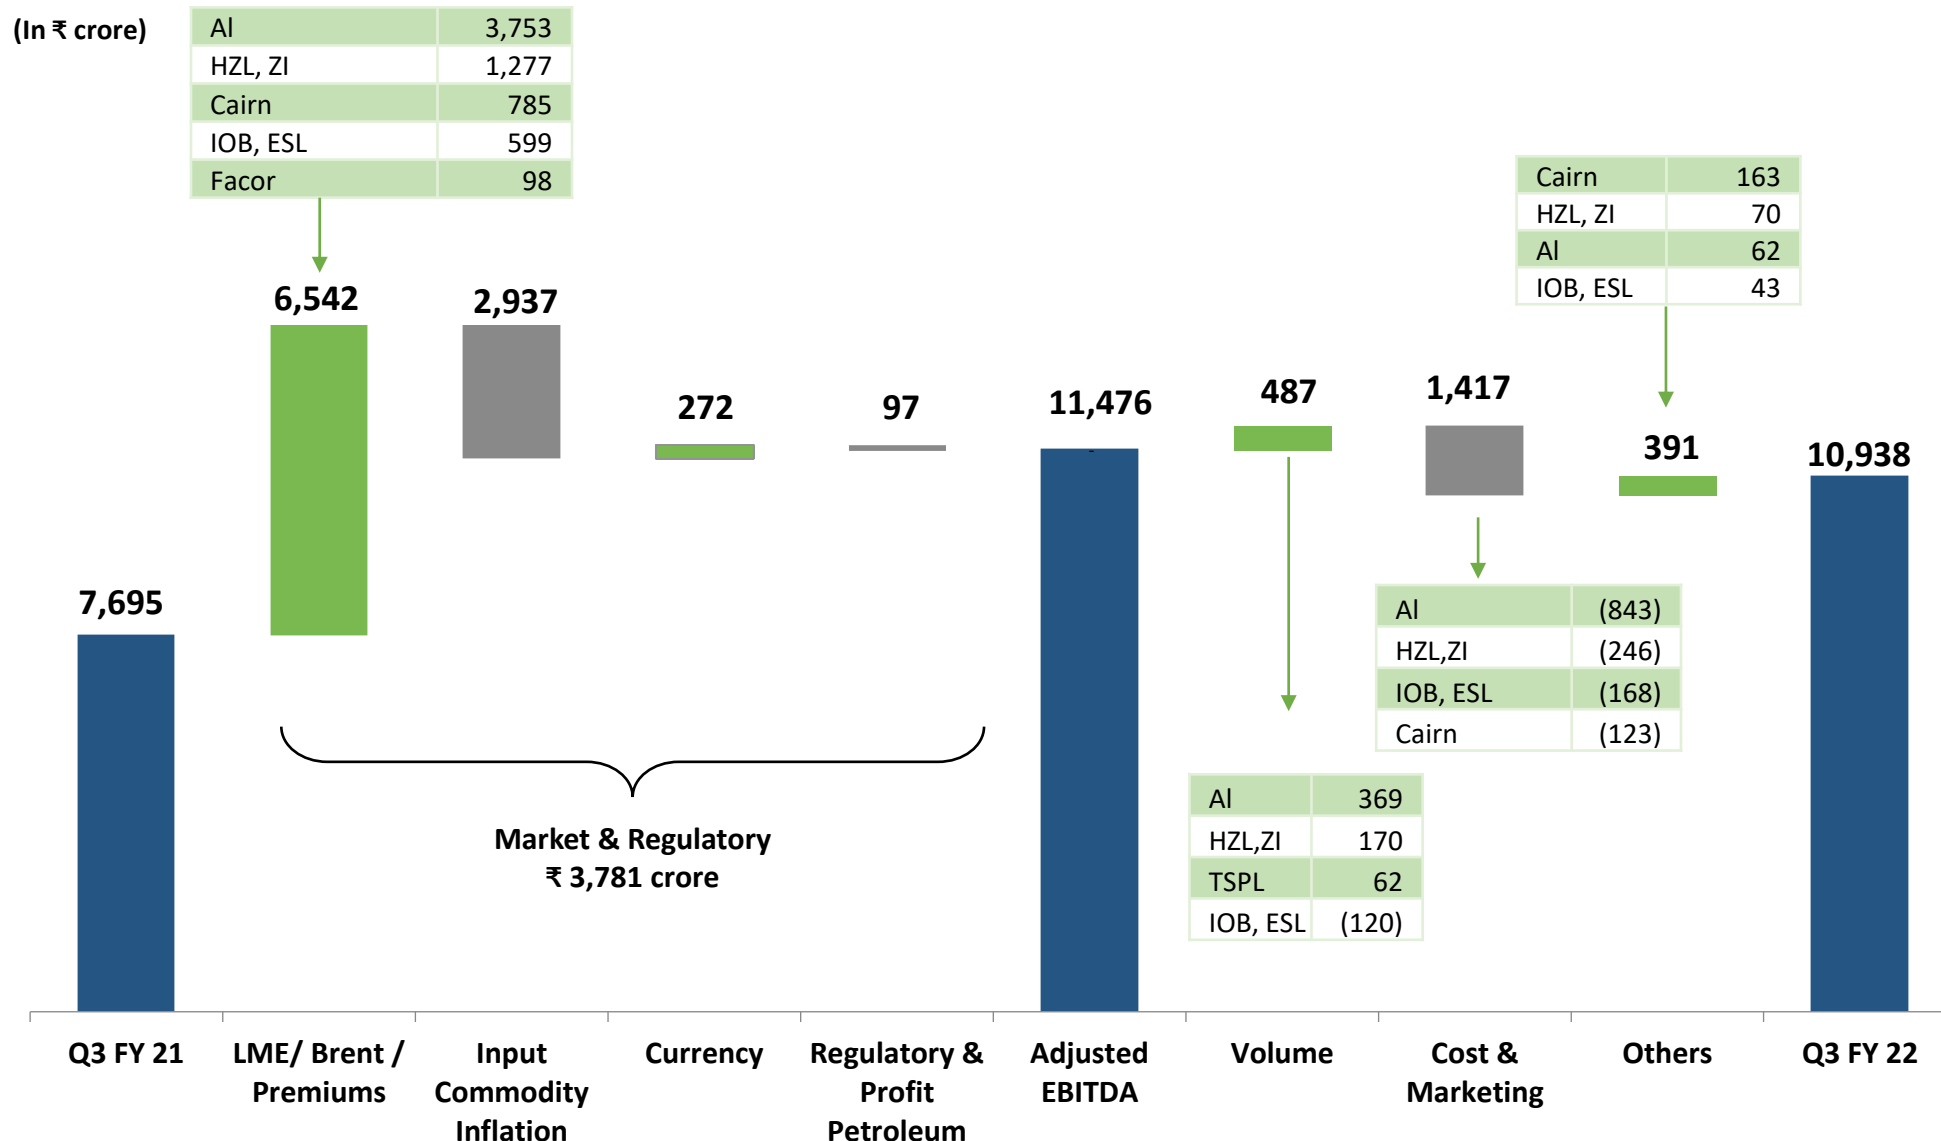 (In ₹ crore)
Al 3,753
HZL, ZI 1,277
Cairn 785
IOB, ESL 599
Facor 98
Cairn 163
HZL, ZI 70
Al 62
IOB, ESL 43
6,542
2,937
272
97
11,476
487
1,417
391
10,938
7,695
Al (843)
HZL,ZI (246)
IOB, ESL (168)
Cairn (123)
Al 369
HZL,ZI 170
TSPL 62
IOB, ESL (120)
Market & Regulatory
₹ 3,781 crore
Q3 FY 21
LME/ Brent /
Premiums
Input
Commodity
Inflation
Currency
Regulatory &
Profit
Petroleum
Adjusted
EBITDA
Volume
Cost &
Marketing
Others
Q3 FY 22